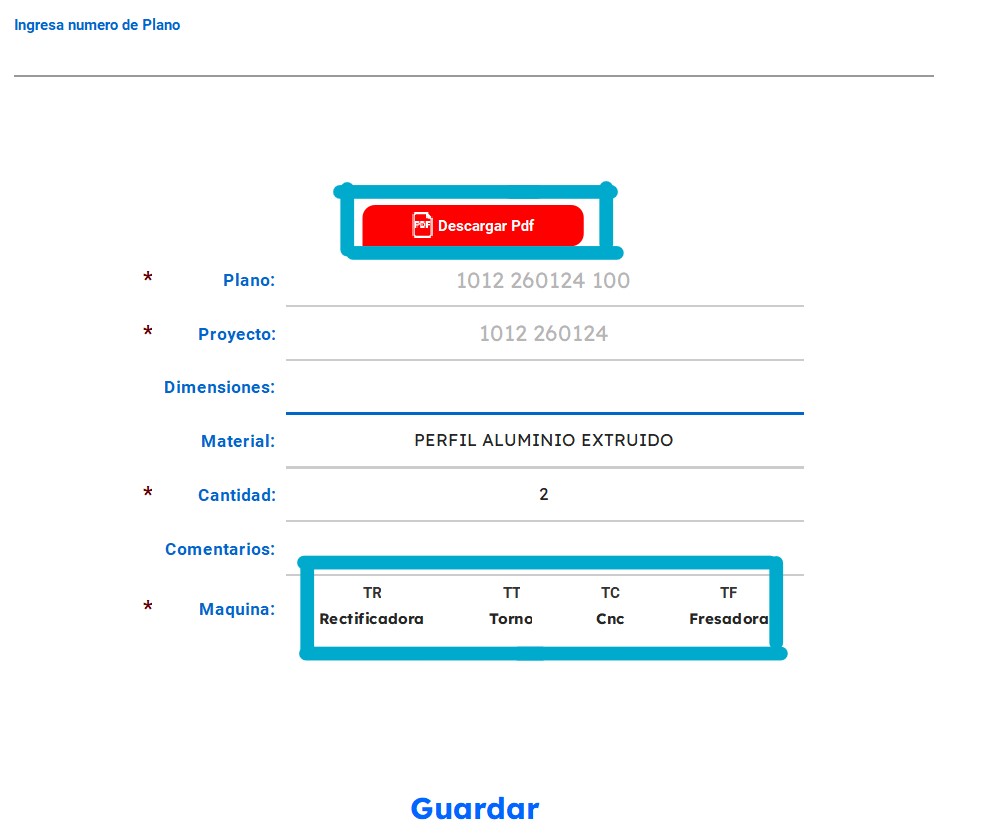 Ingresa numero de Plano
PDF Descargar Pdf
* Plano: 1012 260124 100
* Proyecto: 1012 260124
Dimensiones:
Material: PERFIL ALUMINIO EXTRUIDO
* Cantidad: 2
Comentarios:
TR TT TC TF
* Maquina: Rectificadora Torno Cnc Fresadora
Guardar